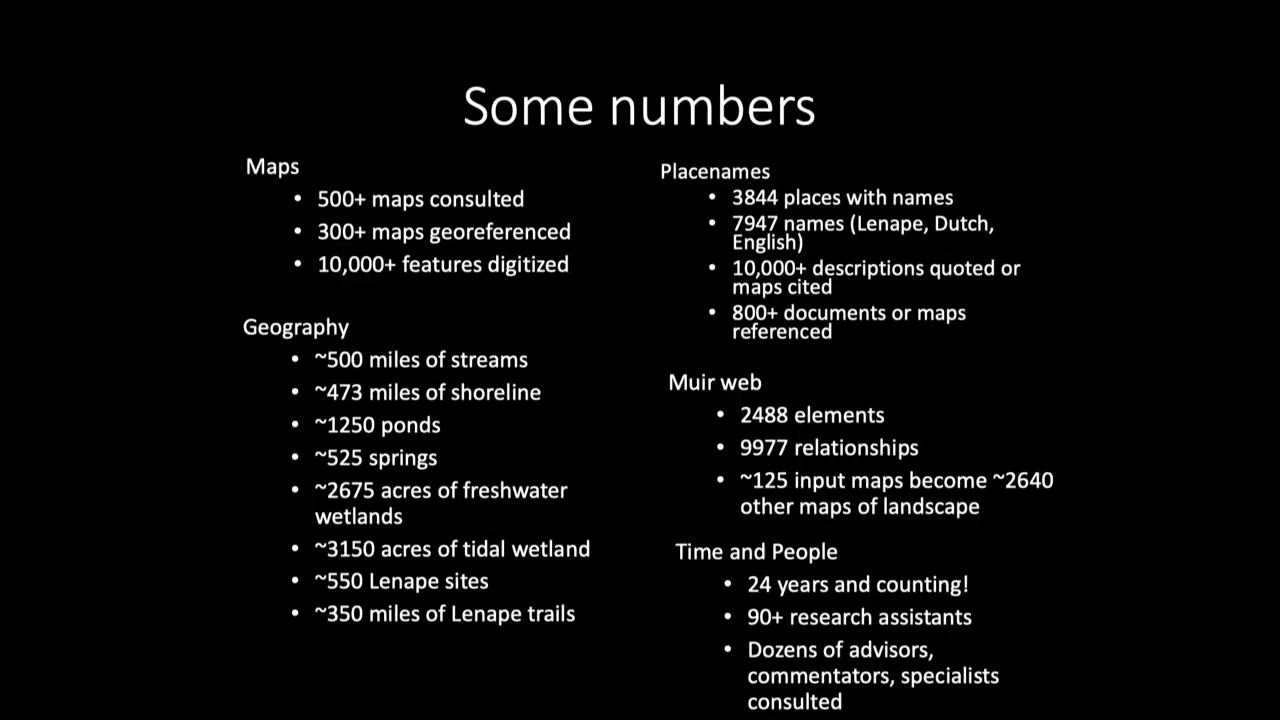 Some numbers
Maps
• 500+ maps consulted
• 300+ maps georeferenced
• 10,000+ features digitized
Geography
• ~500 miles of streams
• ~473 miles of shoreline
• ~1250 ponds
• ~525 springs
• ~2675 acres of freshwater
wetlands
• ~3150 acres of tidal wetland
• ~550 Lenape sites
• ~350 miles of Lenape trails
Placenames
• 3844 places with names
• 7947 names (Lenape, Dutch,
English)
• 10,000+ descriptions quoted or
maps cited
• 800+ documents or maps
referenced
Muir web
• 2488 elements
• 9977 relationships
• ~125 input maps become ~2640
other maps of landscape
Time and People
• 24 years and counting!
• 90+ research assistants
• Dozens of advisors,
commentators, specialists
consulted